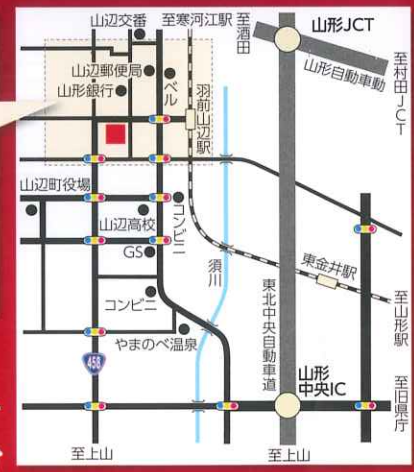 山辺交番
至寒河江駅
至酒田
山形JCT
山形自動車動
至村田JCT
山辺郵便局
ベル
山形銀行
羽前山辺駅
山辺町役場
山辺高校
コンビニ
GS
須川
東金井駅
至山形駅
コンビニ
東北中央自動車道
やまのべ温泉
458
山形
中央IC
至旧県庁
至上山
至上山